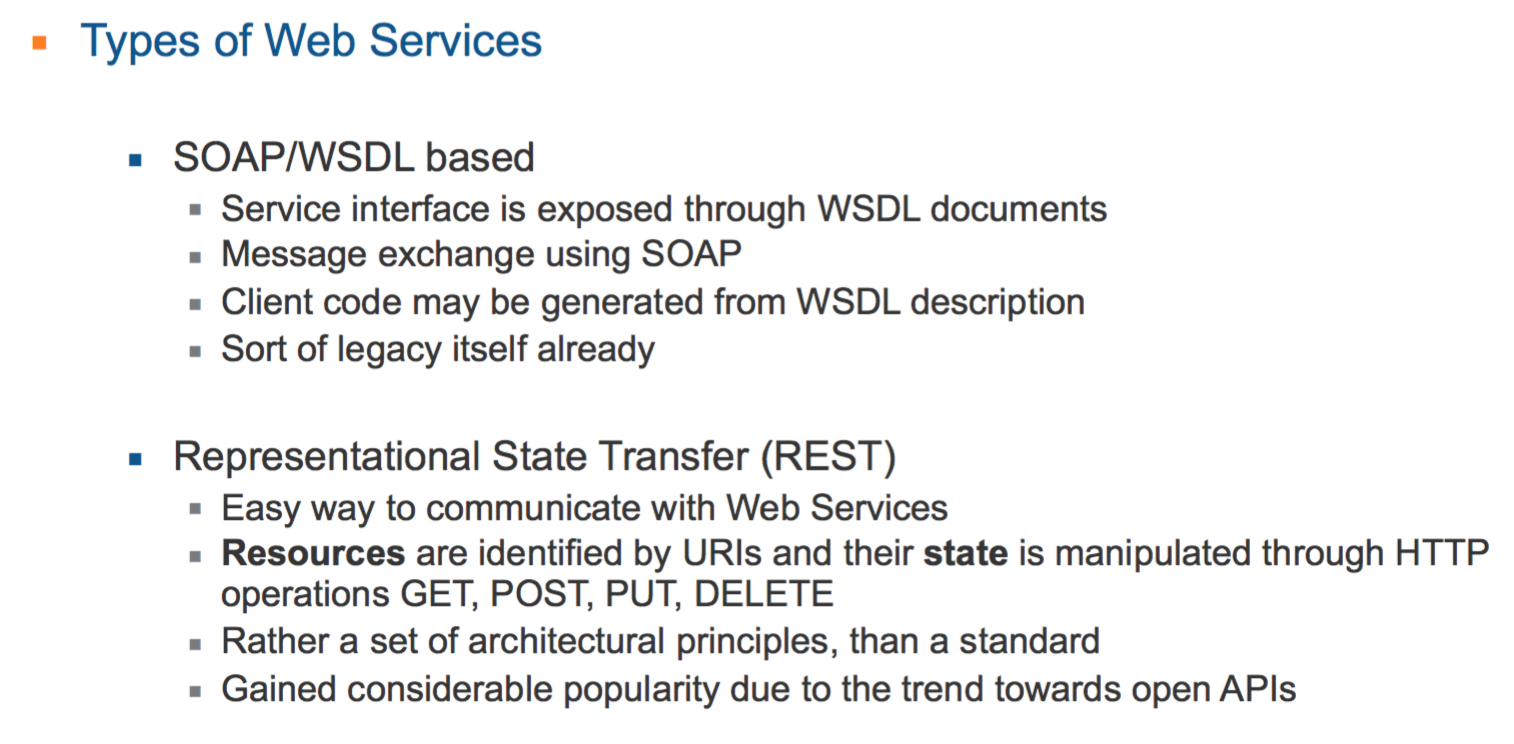 Types of Web Services
SOAP/WSDL based
Service interface is exposed through WSDL documents
Message exchange using SOAP
Client code may be generated from WSDL description
Sort of legacy itself already
Representational State Transfer (REST)
Easy way to communicate with Web Services
Resources are identified by URIs and their state is manipulated through HTTP
operations GET, POST, PUT, DELETE
Rather a set of architectural principles, than a standard
Gained considerable popularity due to the trend towards open APIs